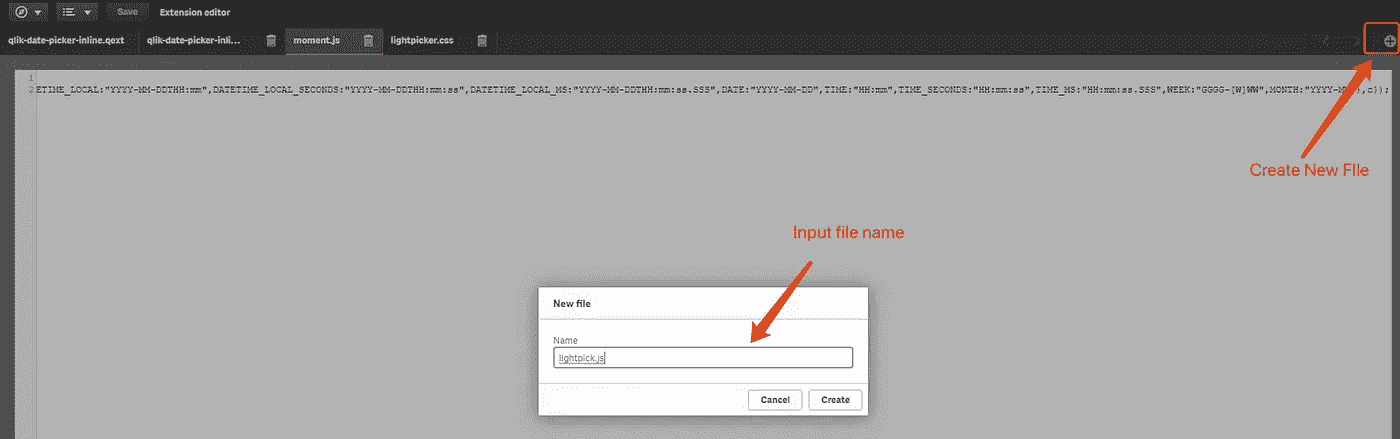 Save Extension editor
qlik-date-picker-inline.qext qlik-date-picker-inli... moment.js lightpicker.css
1
2 ETIME_LOCAL:"YYYY-MM-DDTHH:mm",DATETIME_LOCAL_SECONDS:"YYYY-MM-DDTHH:mm:ss",DATETIME_LOCAL_MS:"YYYY-MM-DDTHH:mm:ss.SSS",DATE:"YYYY-MM-DD",TIME:"HH:mm",TIME_SECONDS:"HH:mm:ss",TIME_MS:"HH:mm:ss.SSS",WEEK:"GGGG-[W]WW",MONTH:"YYYY-M ,c});
Create New FIle
Input file name
New file
Name
lightpick.js
Cancel Create